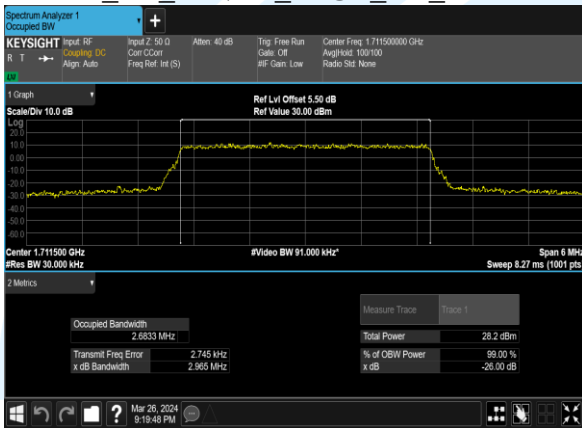 Spectrum Analyzer 1
Occupied BW
+
KEYSIGHT Input: RF Input Z: 50 Ω Atten: 40 dB Trig: Free Run Center Freq: 1.711500000 GHz
R T Coupling: DC Corr CCorr Gate: Off Avg|Hold: 100/100
Align: Auto Freq Ref: Int (S) #IF Gain: Low Radio Std: None
LV
1 Graph
Ref Lvl Offset 5.50 dB
Scale/Div 10.0 dB Ref Value 30.00 dBm
Log
20.0
10.0
0.00
-10.0
-20.0
-30.0
-40.0
-50.0
-60.0
Center 1.711500 GHz #Video BW 91.000 kHz* Span 6 MHz
#Res BW 30.000 kHz Sweep 8.27 ms (1001 pts)
2 Metrics
Measure Trace Trace 1
Occupied Bandwidth
2.6833 MHz Total Power 28.2 dBm
Transmit Freq Error 2.745 kHz % of OBW Power 99.00 %
x dB Bandwidth 2.965 MHz x dB -26.00 dB
? Mar 26, 2024
9:19:48 PM